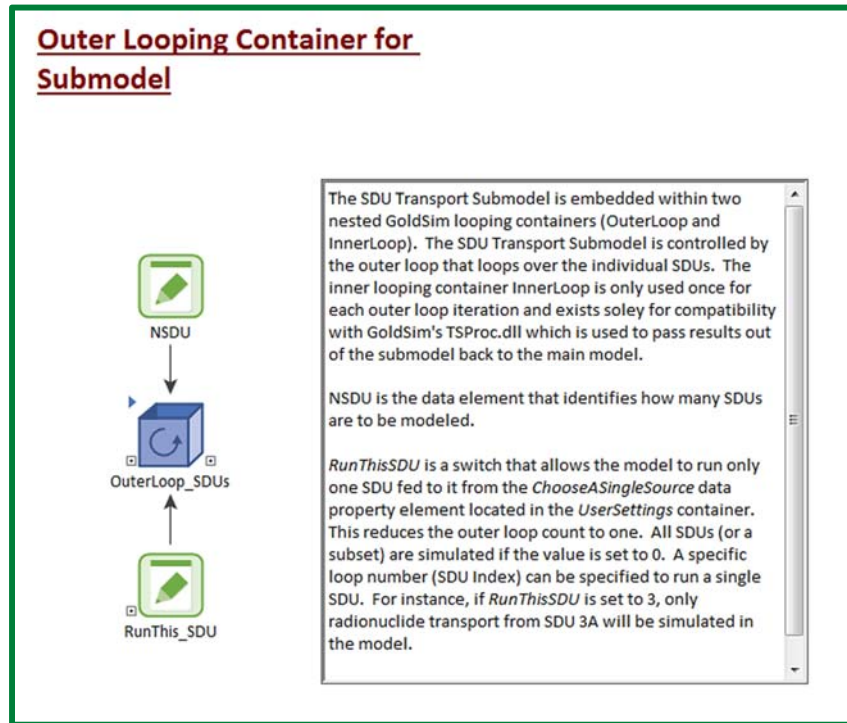 Outer Looping Container for
Submodel
The SDU Transport Submodel is embedded within two
nested GoldSim looping containers (OuterLoop and
InnerLoop).  The SDU Transport Submodel is controlled by
the outer loop that loops over the individual SDUs.  The
inner looping container InnerLoop is only used once for
each outer loop iteration and exists soley for compatibility
with GoldSim's TSProc.dll which is used to pass results out
of the submodel back to the main model.
NSDU is the data element that identifies how many SDUs
are to be modeled.
RunThisSDU is a switch that allows the model to run only
one SDU fed to it from the ChooseASingleSource data
property element located in the UserSettings container.
This reduces the outer loop count to one.  All SDUs (or a
subset) are simulated if the value is set to 0.  A specific
loop number (SDU Index) can be specified to run a single
SDU.  For instance, if RunThisSDU is set to 3, only
radionuclide transport from SDU 3A will be simulated in
the model.
NSDU
OuterLoop_SDUs
RunThis_SDU